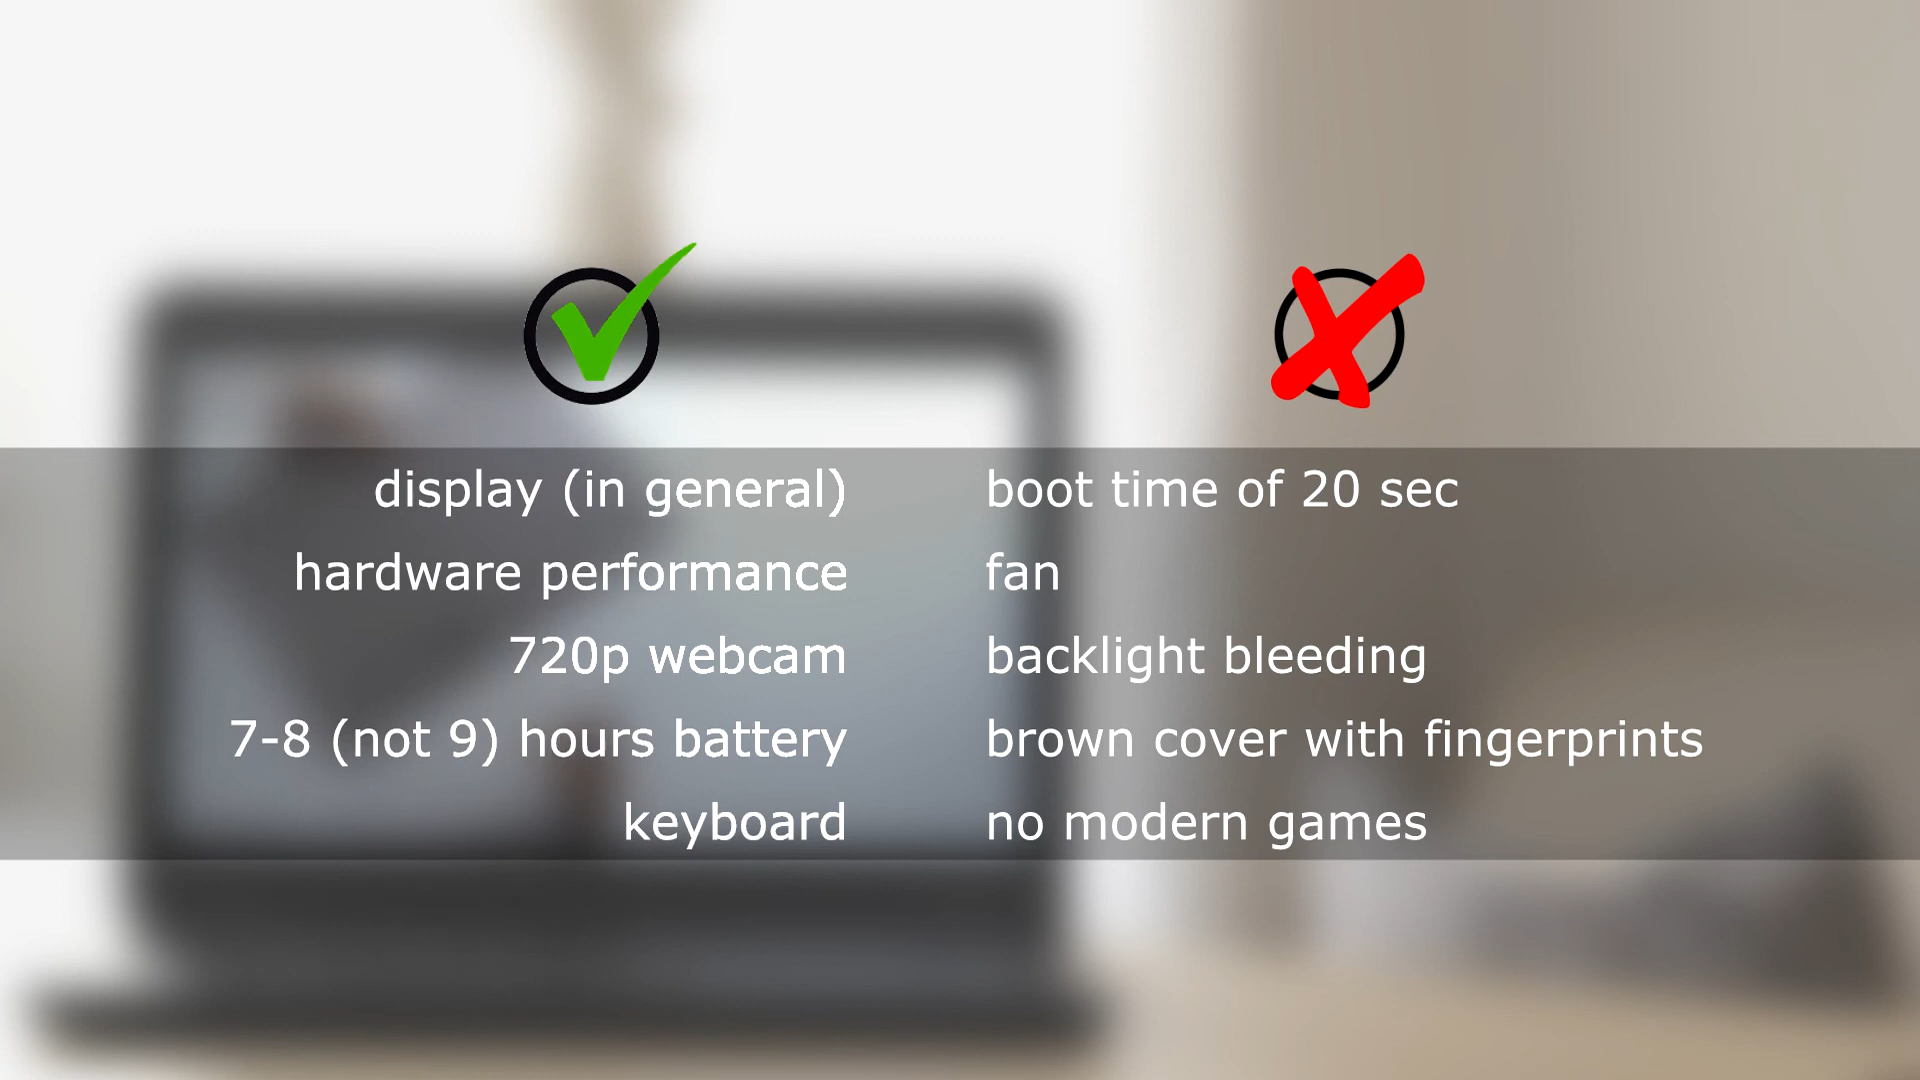 display (in general)
hardware performance
720p webcam
7-8 (not 9) hours battery
keyboard
boot time of 20 sec
fan
backlight bleeding
brown cover with fingerprints
no modern games